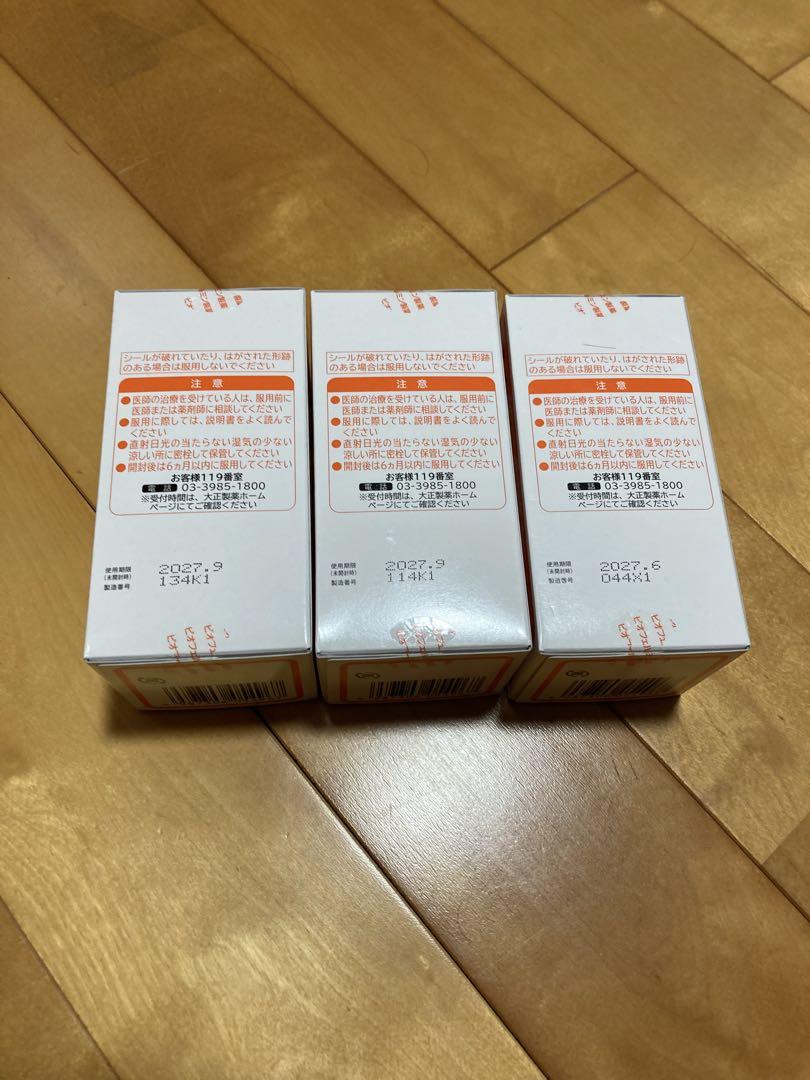 シールが破れていたり、はがされた形跡
のある場合は服用しないでください
注意
●医師の治療を受けている人は、服用前に
医師または薬剤師に相談してください
●服用に際しては、説明書をよく読んで
ください
●直射日光の当たらない湿気の少ない
涼しい所に密栓して保管してください
●開封後は6ヵ月以内に服用してください
お客様119番室
電話 03-3985-1800
※受付時間は、大正製薬ホーム
ページにてご確認ください
使用期限
(未開封時)
2027.9
製造番号
134K1
シールが破れていたり、はがされた形跡
のある場合は服用しないでください
注意
●医師の治療を受けている人は、服用前に
医師または薬剤師に相談してください
●服用に際しては、説明書をよく読んで
ください
●直射日光の当たらない湿気の少ない
涼しい所に密栓して保管してください
●開封後は6ヵ月以内に服用してください
お客様119番室
電話 03-3985-1800
※受付時間は、大正製薬ホーム
ページにてご確認ください
使用期限
(未開封時)
2027.9
製造番号
114K1
シールが破れていたり、はがされた形跡
のある場合は服用しないでください
注意
●医師の治療を受けている人は、服用前に
医師または薬剤師に相談してください
●服用に際しては、説明書をよく読んで
ください
●直射日光の当たらない湿気の少ない
涼しい所に密栓して保管してください
●開封後は6ヵ月以内に服用してください
お客様119番室
電話 03-3985-1800
※受付時間は、大正製薬ホーム
ページにてご確認ください
使用期限
(未開封時)
2027.6
製造番号
044X1